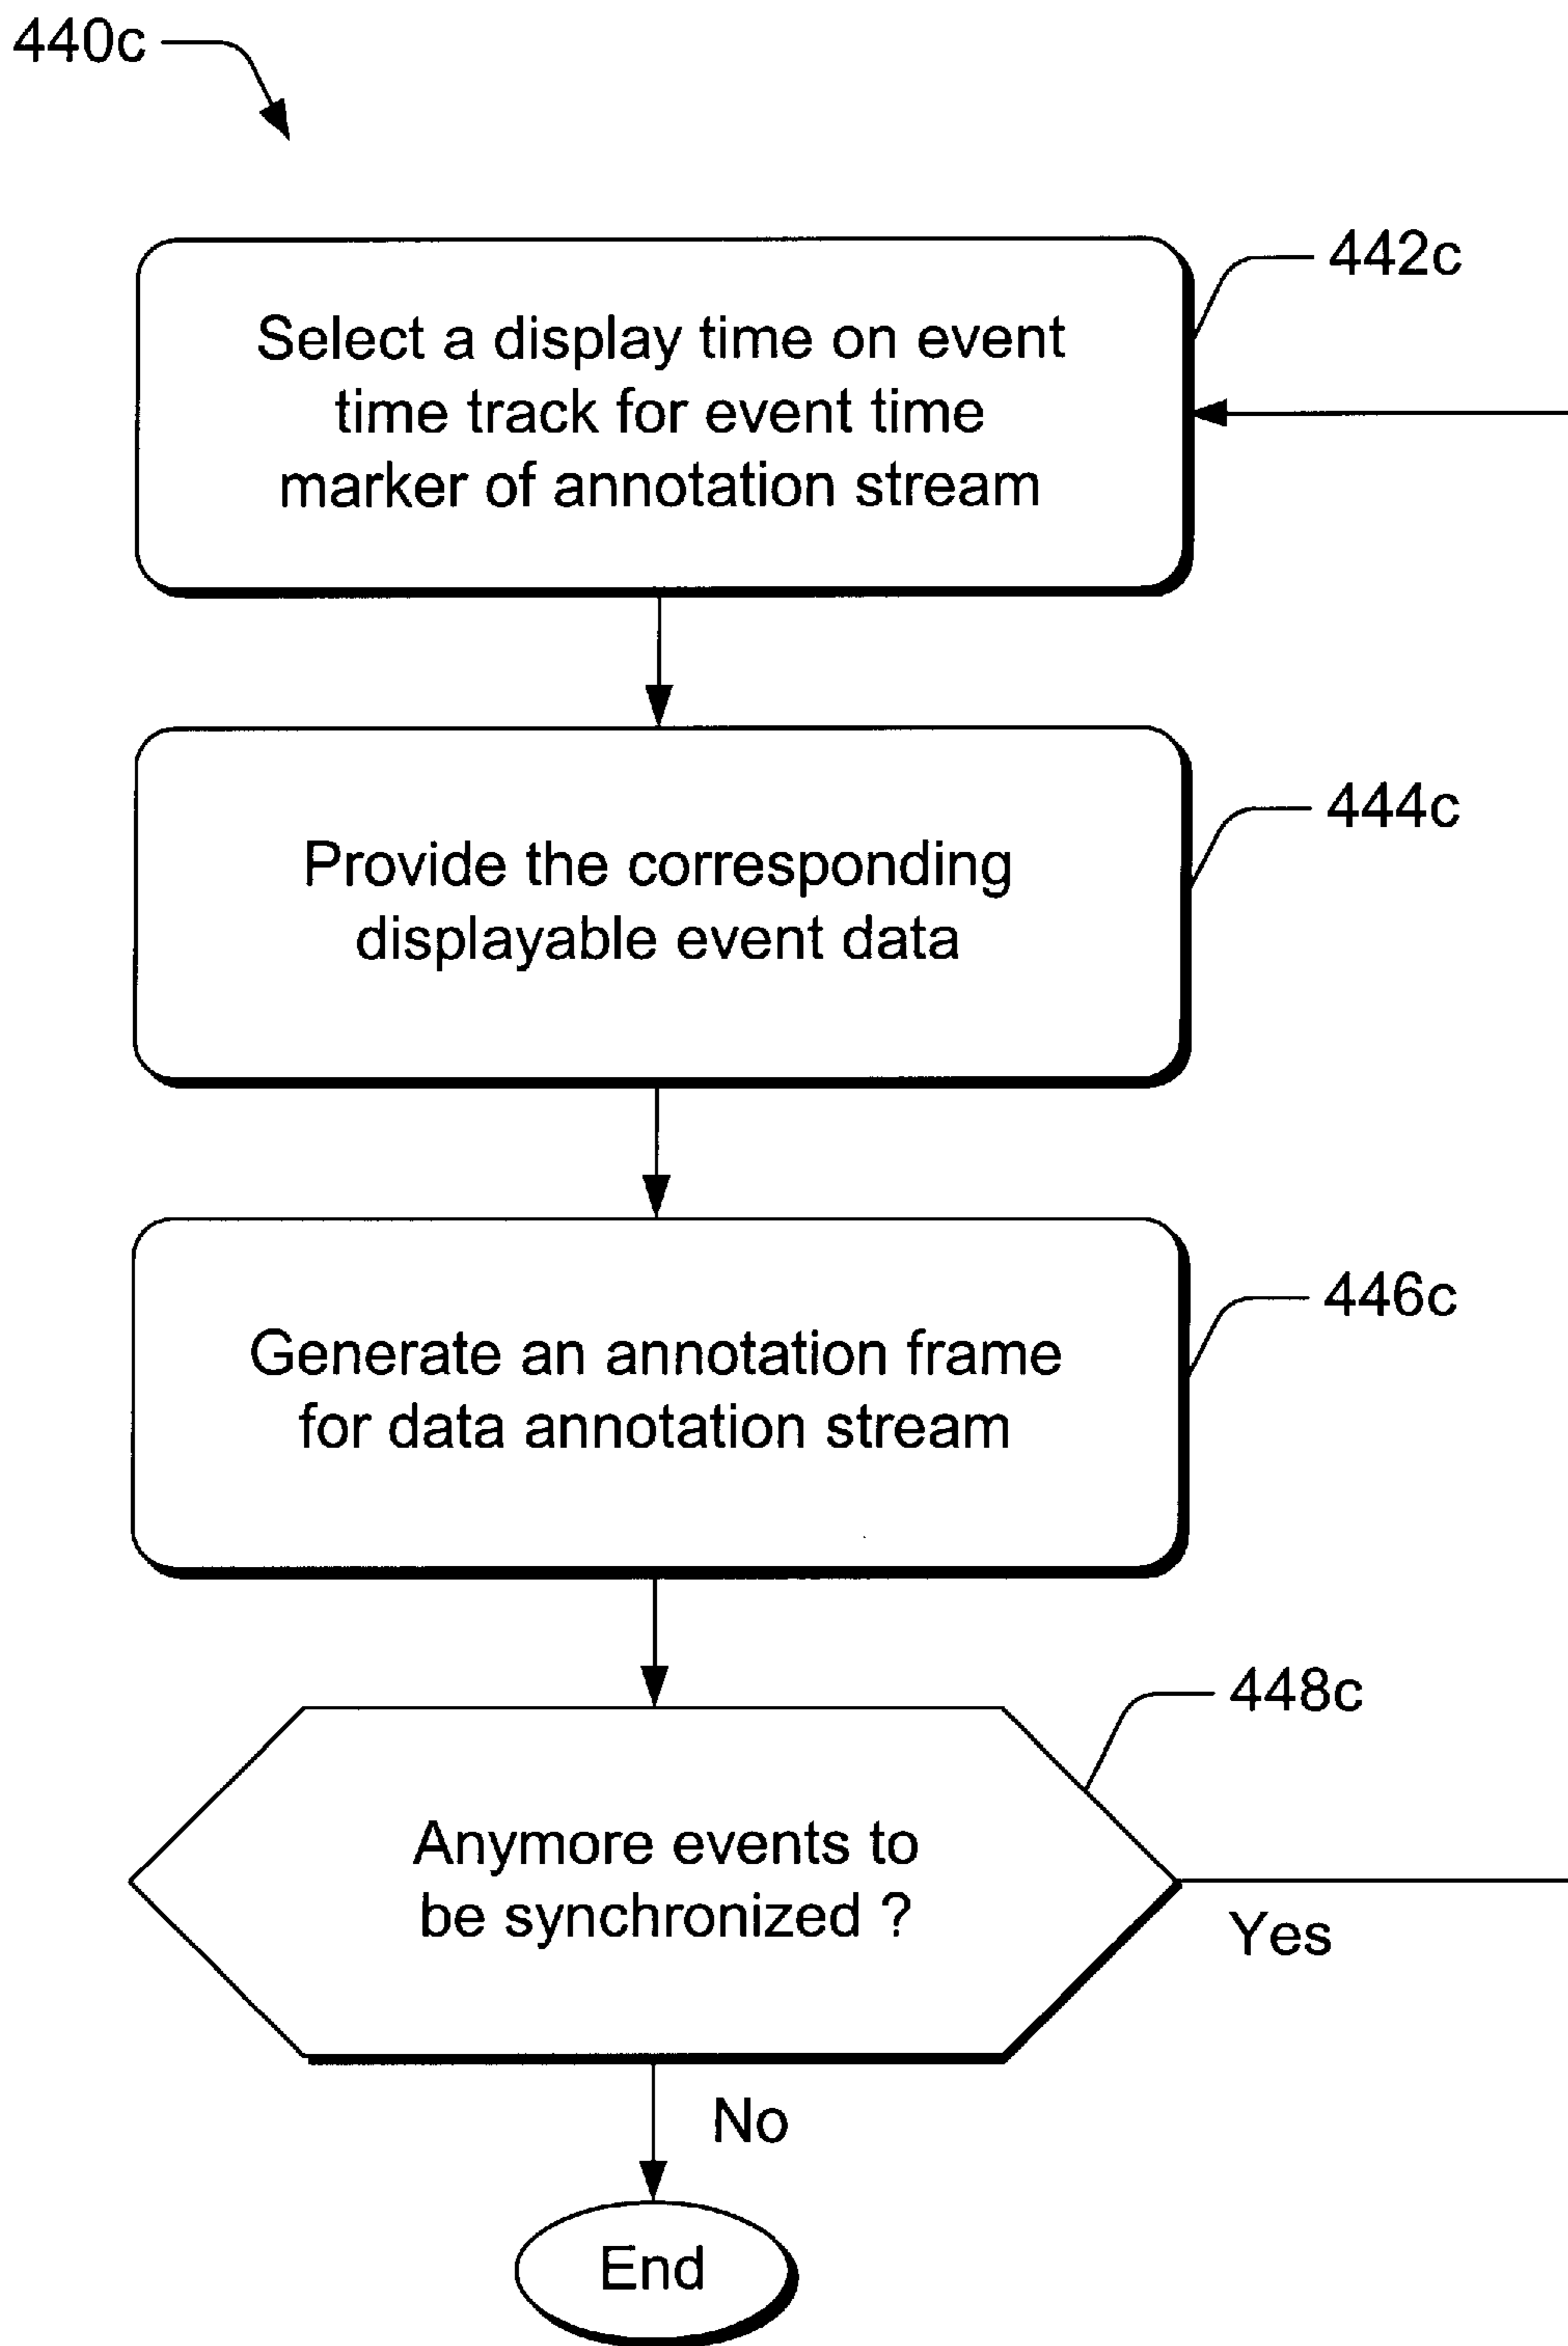 440c
442c
Select a display time on event
time track for event time
marker of annotation stream
444c
Provide the corresponding
displayable event data
446c
Generate an annotation frame
for data annotation stream
448c
Anymore events to
be synchronized ?
Yes
No
End